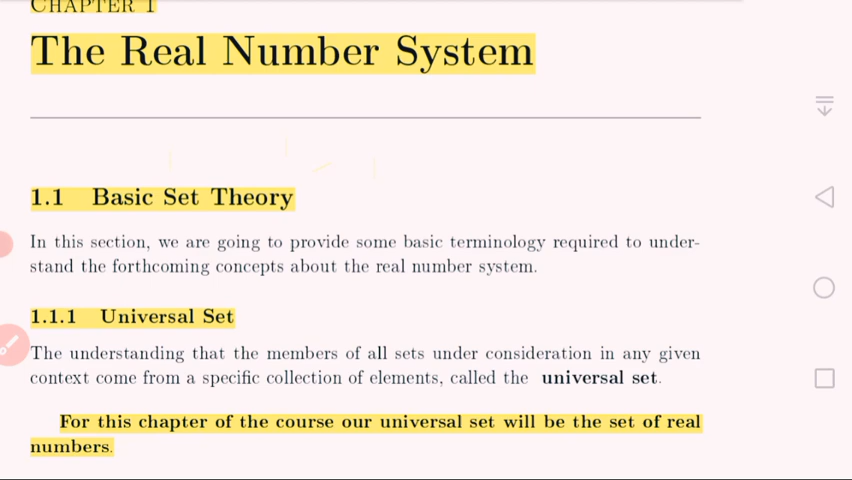 CHAPTER 1
The Real Number System
1.1 Basic Set Theory
In this section, we are going to provide some basic terminology required to under-
stand the forthcoming concepts about the real number system.
1.1.1 Universal Set
The understanding that the members of all sets under consideration in any given
context come from a specific collection of elements, called the universal set.
For this chapter of the course our universal set will be the set of real
numbers.